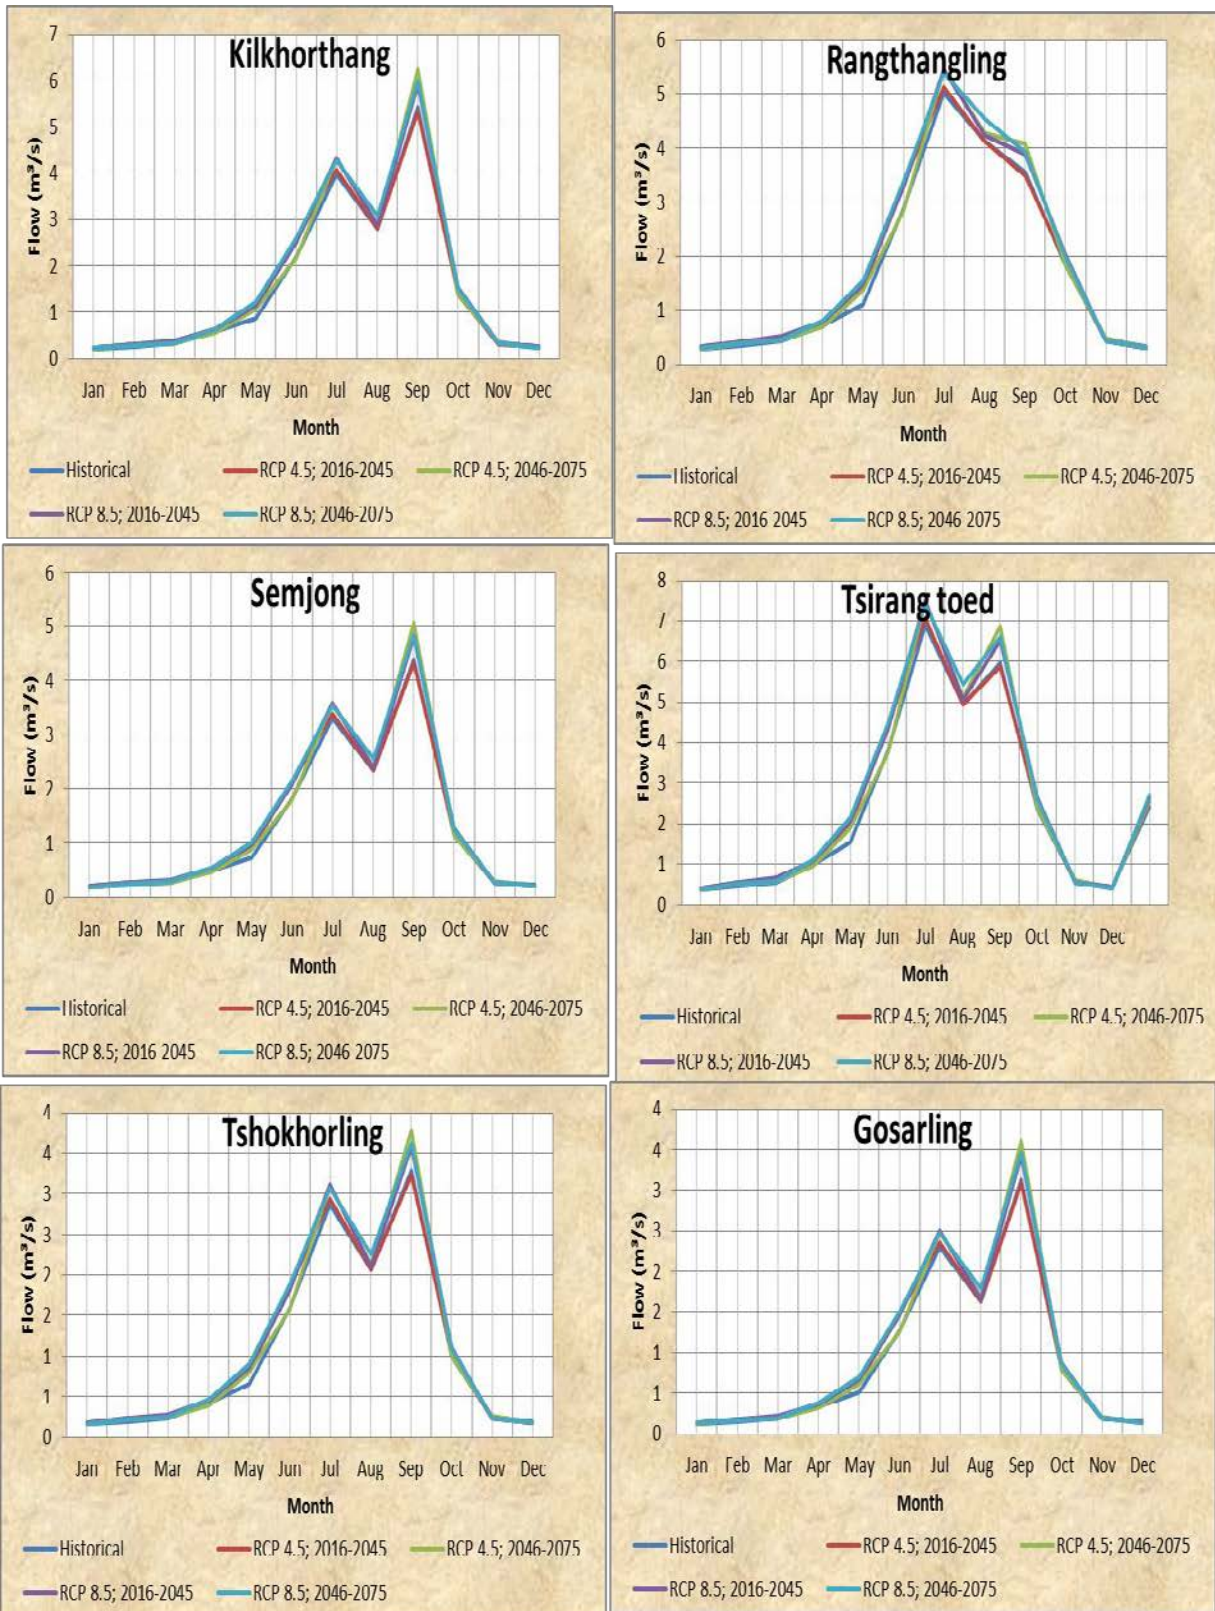 Kilkhorthang
7
6
5
4
3
2
1
0
Flow (m³/s)
Jan Feb Mar Apr May Jun Jul Aug Sep Oct Nov Dec
Month
Historical RCP 4.5; 2016-2045 RCP 4.5; 2046-2075
RCP 8.5; 2016-2045 RCP 8.5; 2046-2075
Rangthangling
6
5
4
3
2
1
0
Flow (m³/s)
Jan Feb Mar Apr May Jun Jul Aug Sep Oct Nov Dec
Month
Historical RCP 4.5; 2016-2045 RCP 4.5; 2046-2075
RCP 8.5; 2016 2045 RCP 8.5; 2046 2075
Semjong
6
5
4
3
2
1
0
Flow (m³/s)
Jan Feb Mar Apr May Jun Jul Aug Sep Oct Nov Dec
Month
Historical RCP 4.5; 2016-2045 RCP 4.5; 2046-2075
RCP 8.5; 2016 2045 RCP 8.5; 2046 2075
Tsirang toed
8
7
6
5
4
3
2
1
0
Flow (m³/s)
Jan Feb Mar Apr May Jun Jul Aug Sep Oct Nov Dec
Month
Historical RCP 4.5; 2016-2045 RCP 4.5; 2046-2075
RCP 8.5; 2016-2045 RCP 8.5; 2046-2075
Tshokhorling
4
4
3
3
2
2
1
1
0
Flow (m³/s)
Jan Feb Mar Apr May Jun Jul Aug Sep Oct Nov Dec
Month
Historical RCP 4.5; 2016-2045 RCP 4.5; 2046-2075
RCP 8.5; 2016-2045 RCP 8.5; 2046-2075
Gosarling
4
4
3
3
2
2
1
1
0
Flow (m³/s)
Jan Feb Mar Apr May Jun Jul Aug Sep Oct Nov Dec
Month
Historical RCP 4.5; 2016-2045 RCP 4.5; 2046-2075
RCP 8.5; 2016-2045 RCP 8.5; 2046-2075